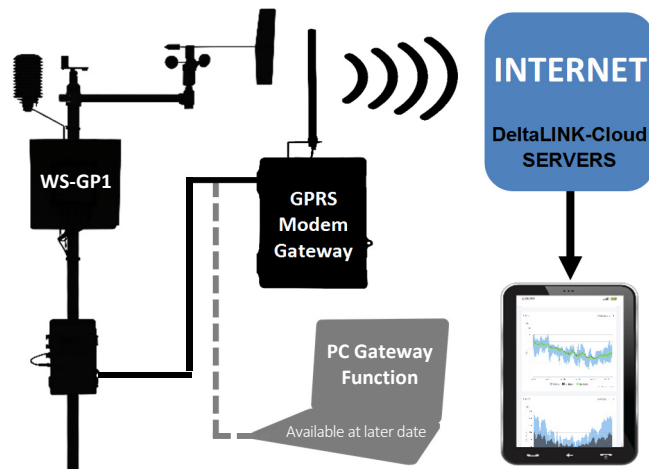 WS-GP1
GPRS
Modem
Gateway
INTERNET
DeltaLINK-Cloud
SERVERS
PC Gateway
Function
Available at later date